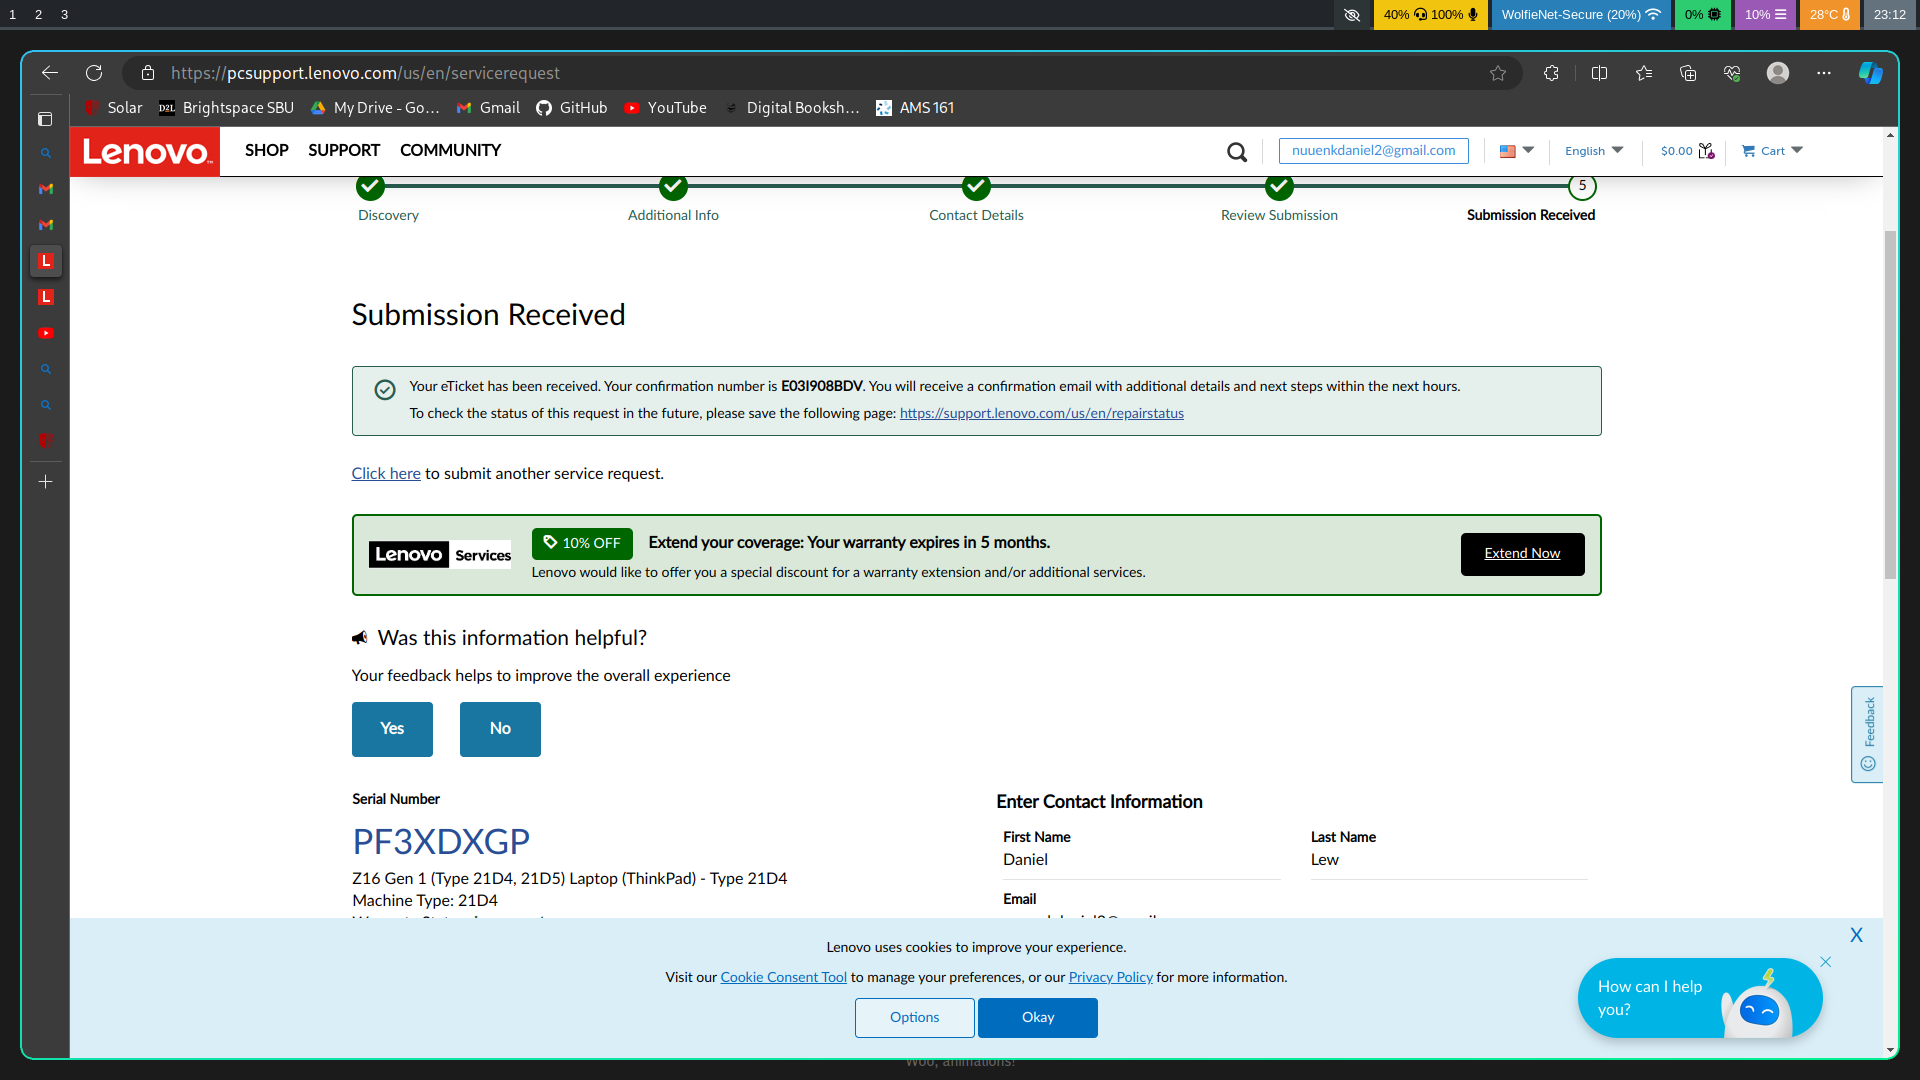 1 2 3
40% 100% WolfieNet-Secure (20%) 0% 10% 28°C 23:12
https://pcsupport.lenovo.com/us/en/servicerequest
Solar Brightspace SBU My Drive - Go... Gmail GitHub YouTube Digital Booksh... AMS 161
Lenovo SHOP SUPPORT COMMUNITY nuuenkdaniel2@gmail.com English $0.00 Cart
5
Discovery Additional Info Contact Details Review Submission Submission Received
Submission Received
Your eTicket has been received. Your confirmation number is E03I908BDV. You will receive a confirmation email with additional details and next steps within the next hours.
To check the status of this request in the future, please save the following page: https://support.lenovo.com/us/en/repairstatus
Click here to submit another service request.
Lenovo Services
10% OFF Extend your coverage: Your warranty expires in 5 months.
Lenovo would like to offer you a special discount for a warranty extension and/or additional services.
Extend Now
Was this information helpful?
Your feedback helps to improve the overall experience
Yes No
Feedback
Serial Number
PF3XDXGP
Z16 Gen 1 (Type 21D4, 21D5) Laptop (ThinkPad) - Type 21D4
Machine Type: 21D4
Enter Contact Information
First Name Last Name
Daniel Lew
Email
Lenovo uses cookies to improve your experience.
Visit our Cookie Consent Tool to manage your preferences, or our Privacy Policy for more information.
Options Okay
X
How can I help
you?
Woo, animations!